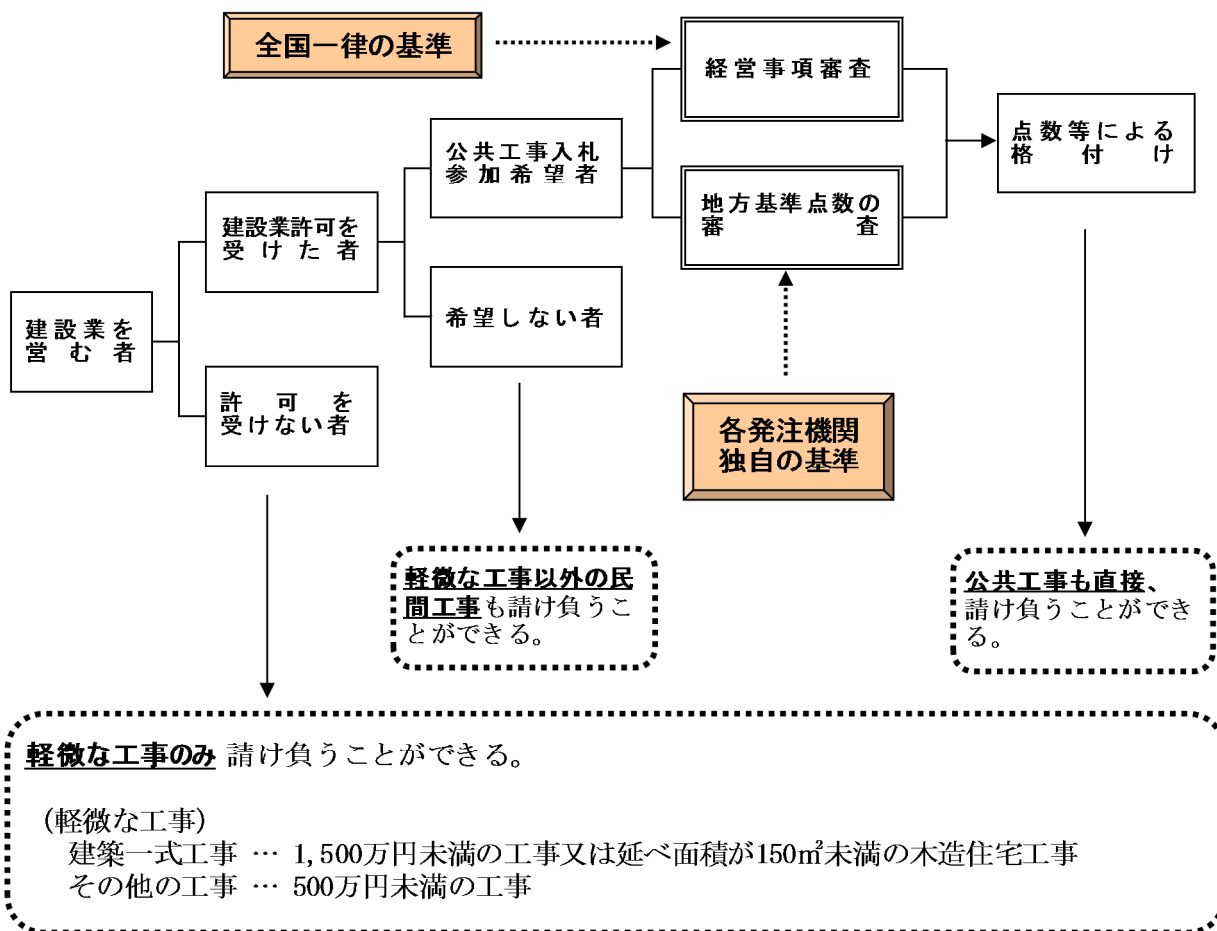 全国一律の基準
経営事項審査
点数等による
格付け
公共工事入札
参加希望者
地方基準点数の
審査
建設業許可を
受けた者
希望しない者
建設業を
営む者
許可を
受けない者
各発注機関
独自の基準
軽微な工事以外の民
間工事も請け負うこ
とができる。
公共工事も直接、
請け負うことができ
る。
軽微な工事のみ 請け負うことができる。
(軽微な工事)
建築一式工事 … 1,500万円未満の工事又は延べ面積が150㎡未満の木造住宅工事
その他の工事 … 500万円未満の工事